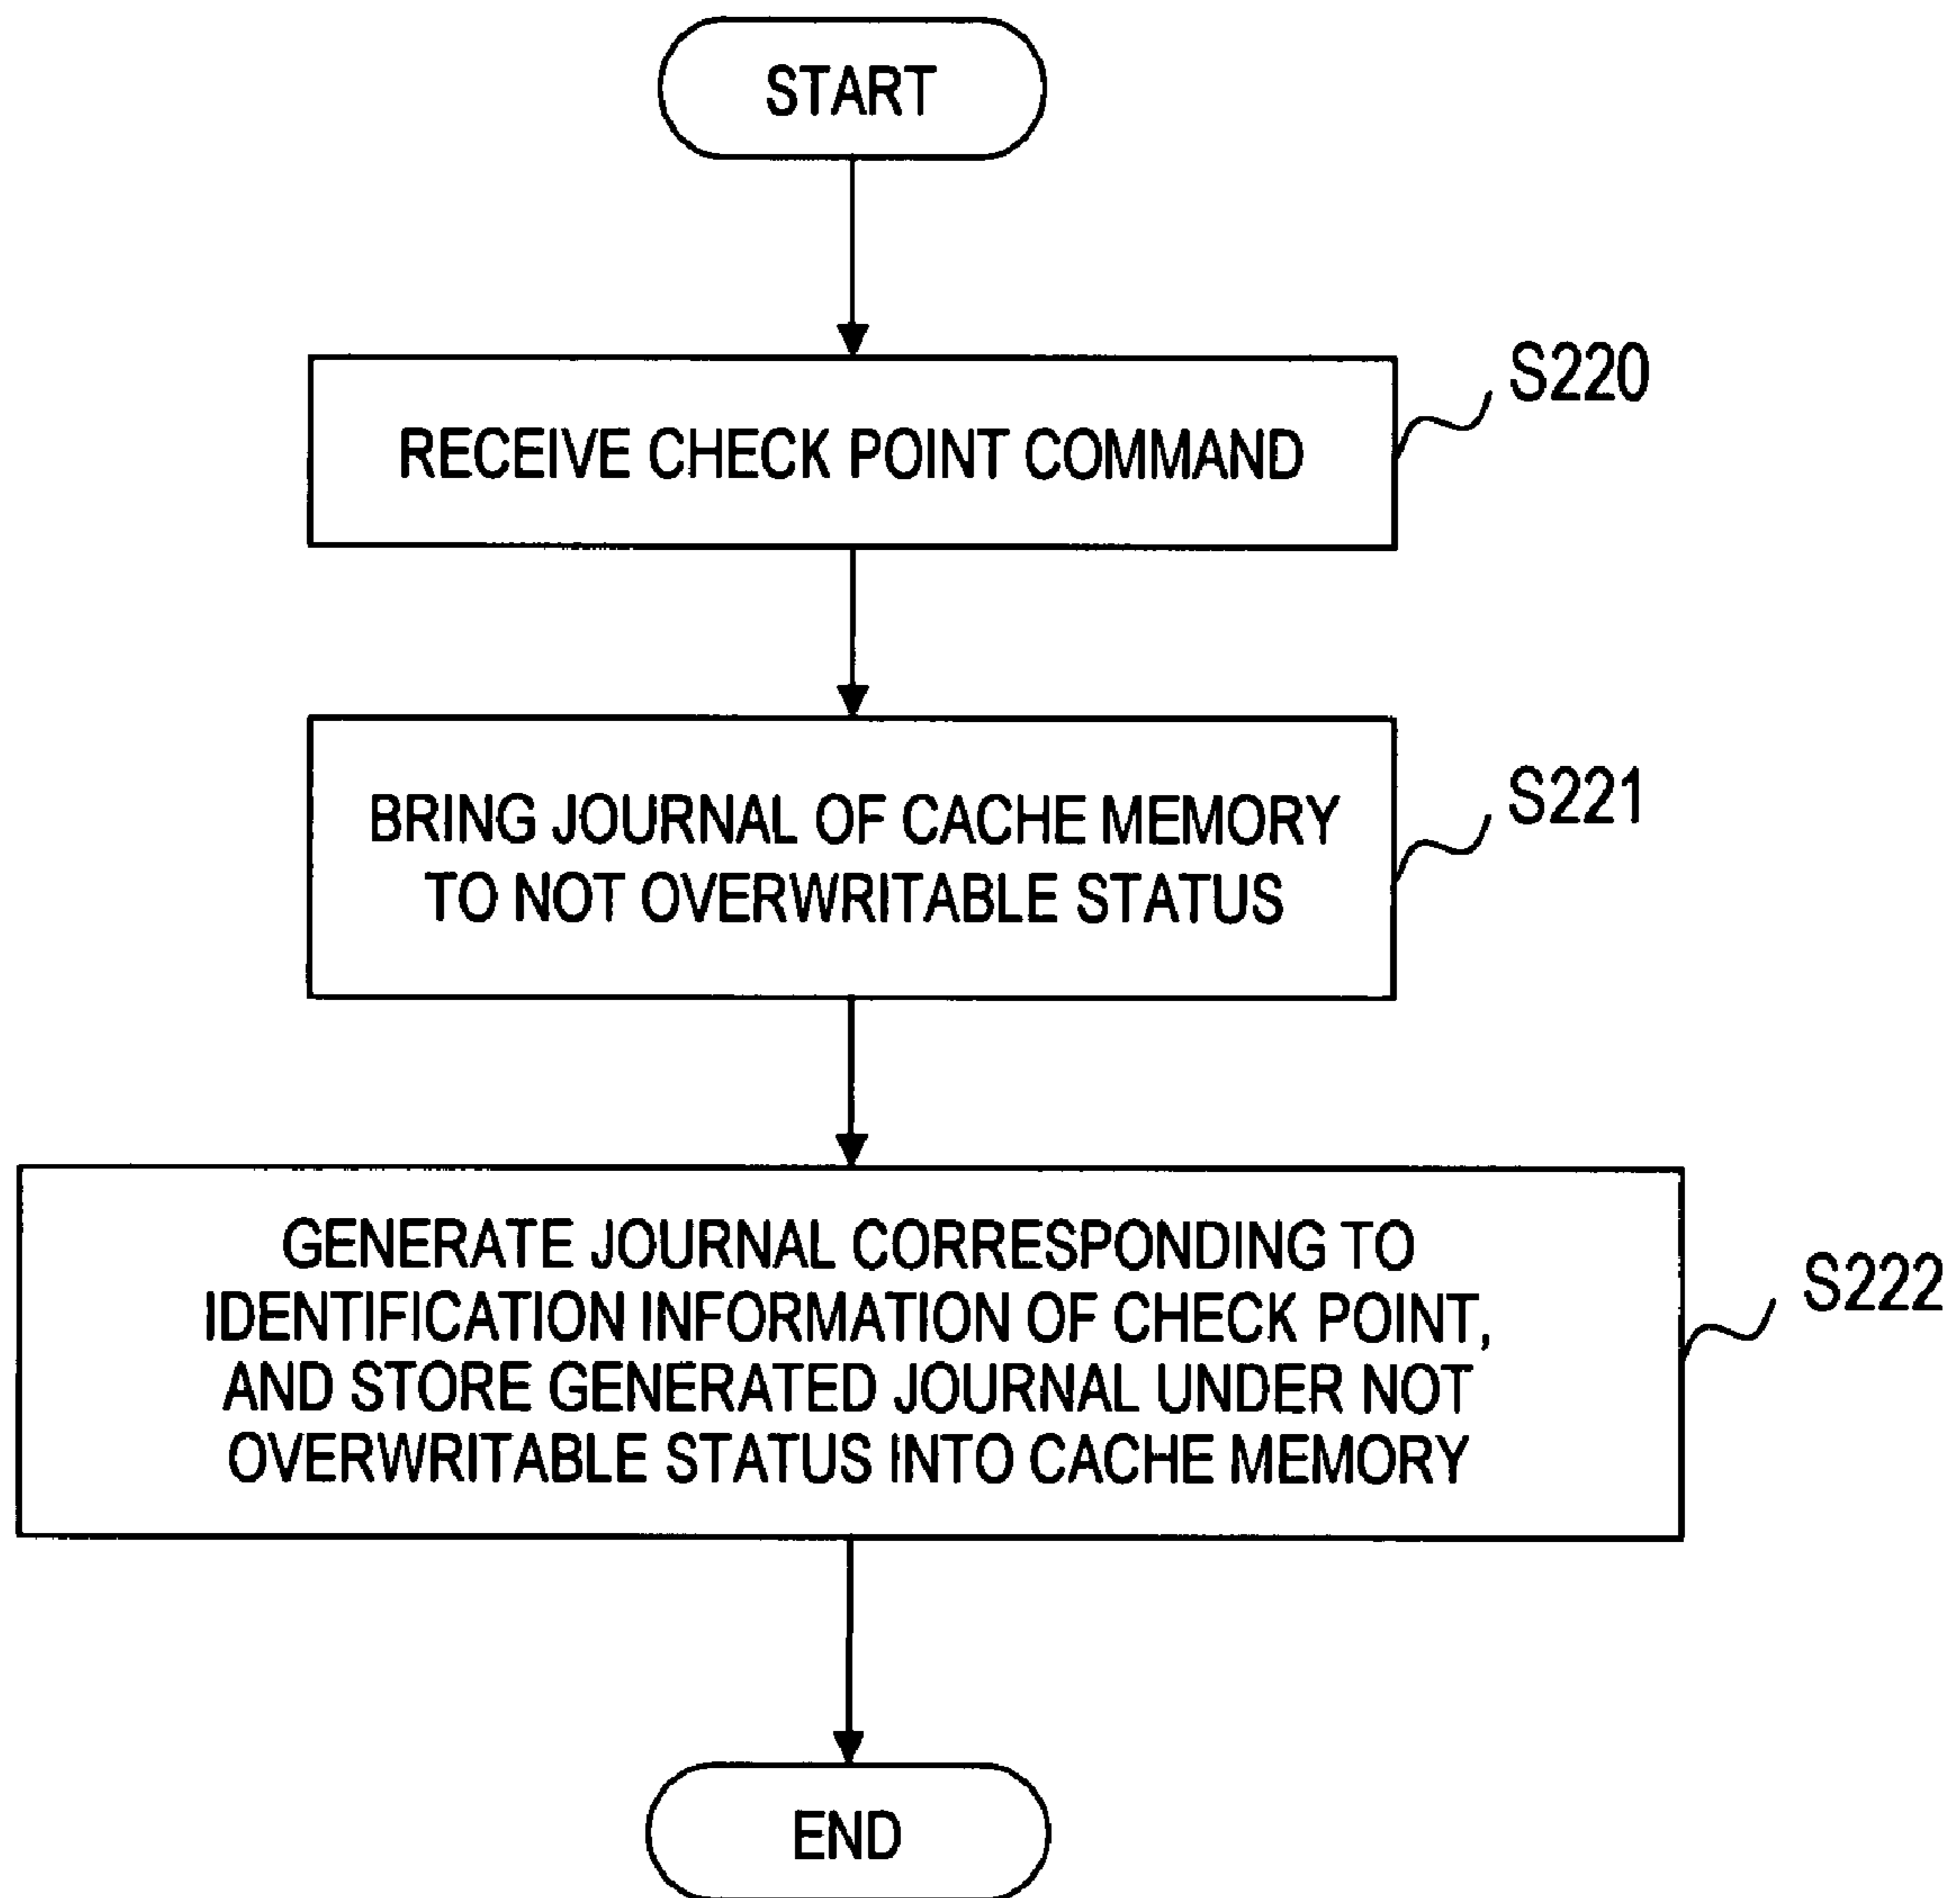 START
S220
RECEIVE CHECK POINT COMMAND
S221
BRING JOURNAL OF CACHE MEMORY
TO NOT OVERWRITABLE STATUS
S222
GENERATE JOURNAL CORRESPONDING TO
IDENTIFICATION INFORMATION OF CHECK POINT,
AND STORE GENERATED JOURNAL UNDER NOT
OVERWRITABLE STATUS INTO CACHE MEMORY
END